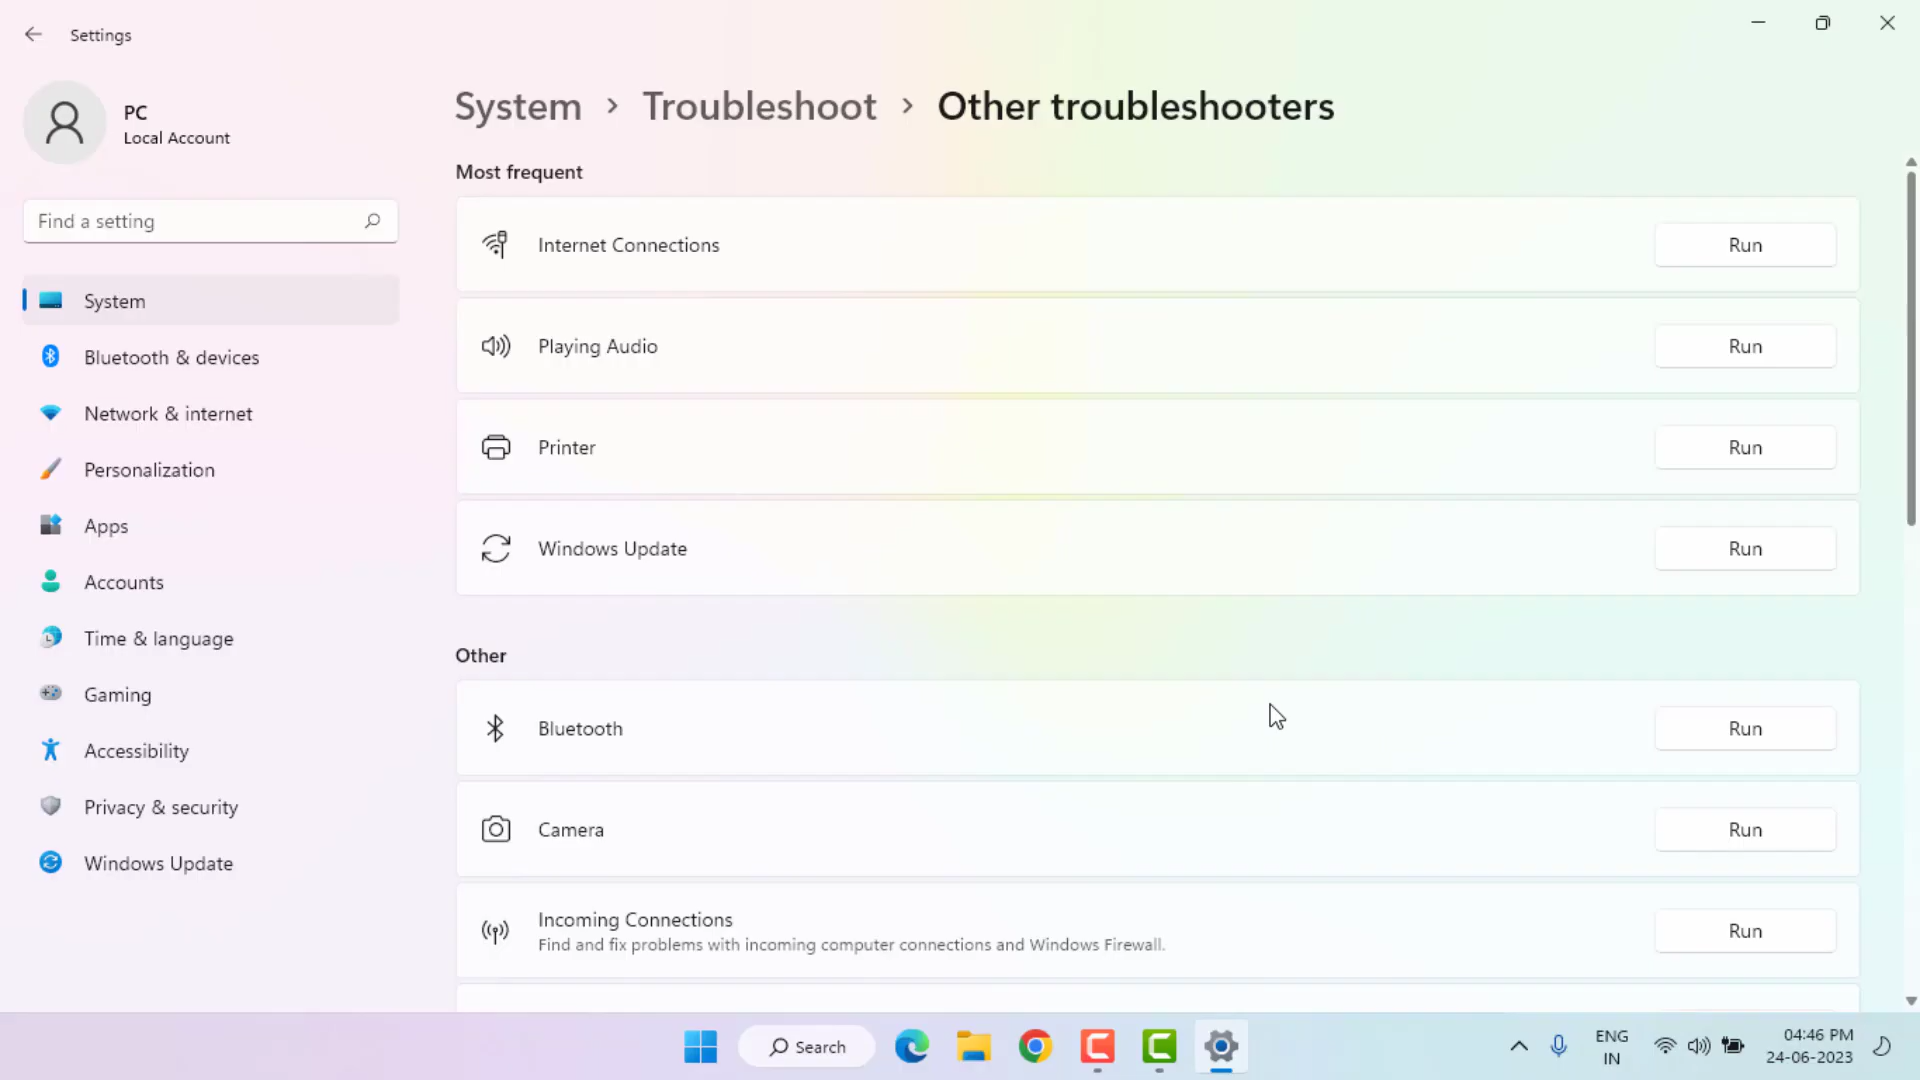 Settings
PC
Local Account
Find a setting
System
Bluetooth & devices
Network & internet
Personalization
Apps
Accounts
Time & language
Gaming
Accessibility
Privacy & security
Windows Update
System > Troubleshoot > Other troubleshooters
Most frequent
Internet Connections Run
Playing Audio Run
Printer Run
Windows Update Run
Other
Bluetooth Run
Camera Run
Incoming Connections
Find and fix problems with incoming computer connections and Windows Firewall.
Run
Search
ENG
IN
04:46 PM
24-06-2023